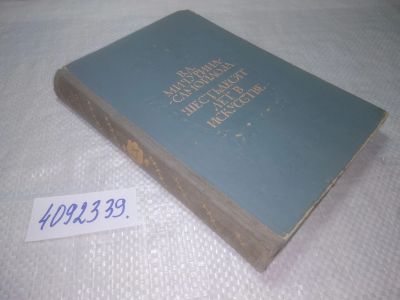 В.А.
МИЧУРИНА-
-САМОЙЛОВА
ШЕСТЬДЕСЯТ
ЛЕТ В
ИСКУССТВЕ
4092339.